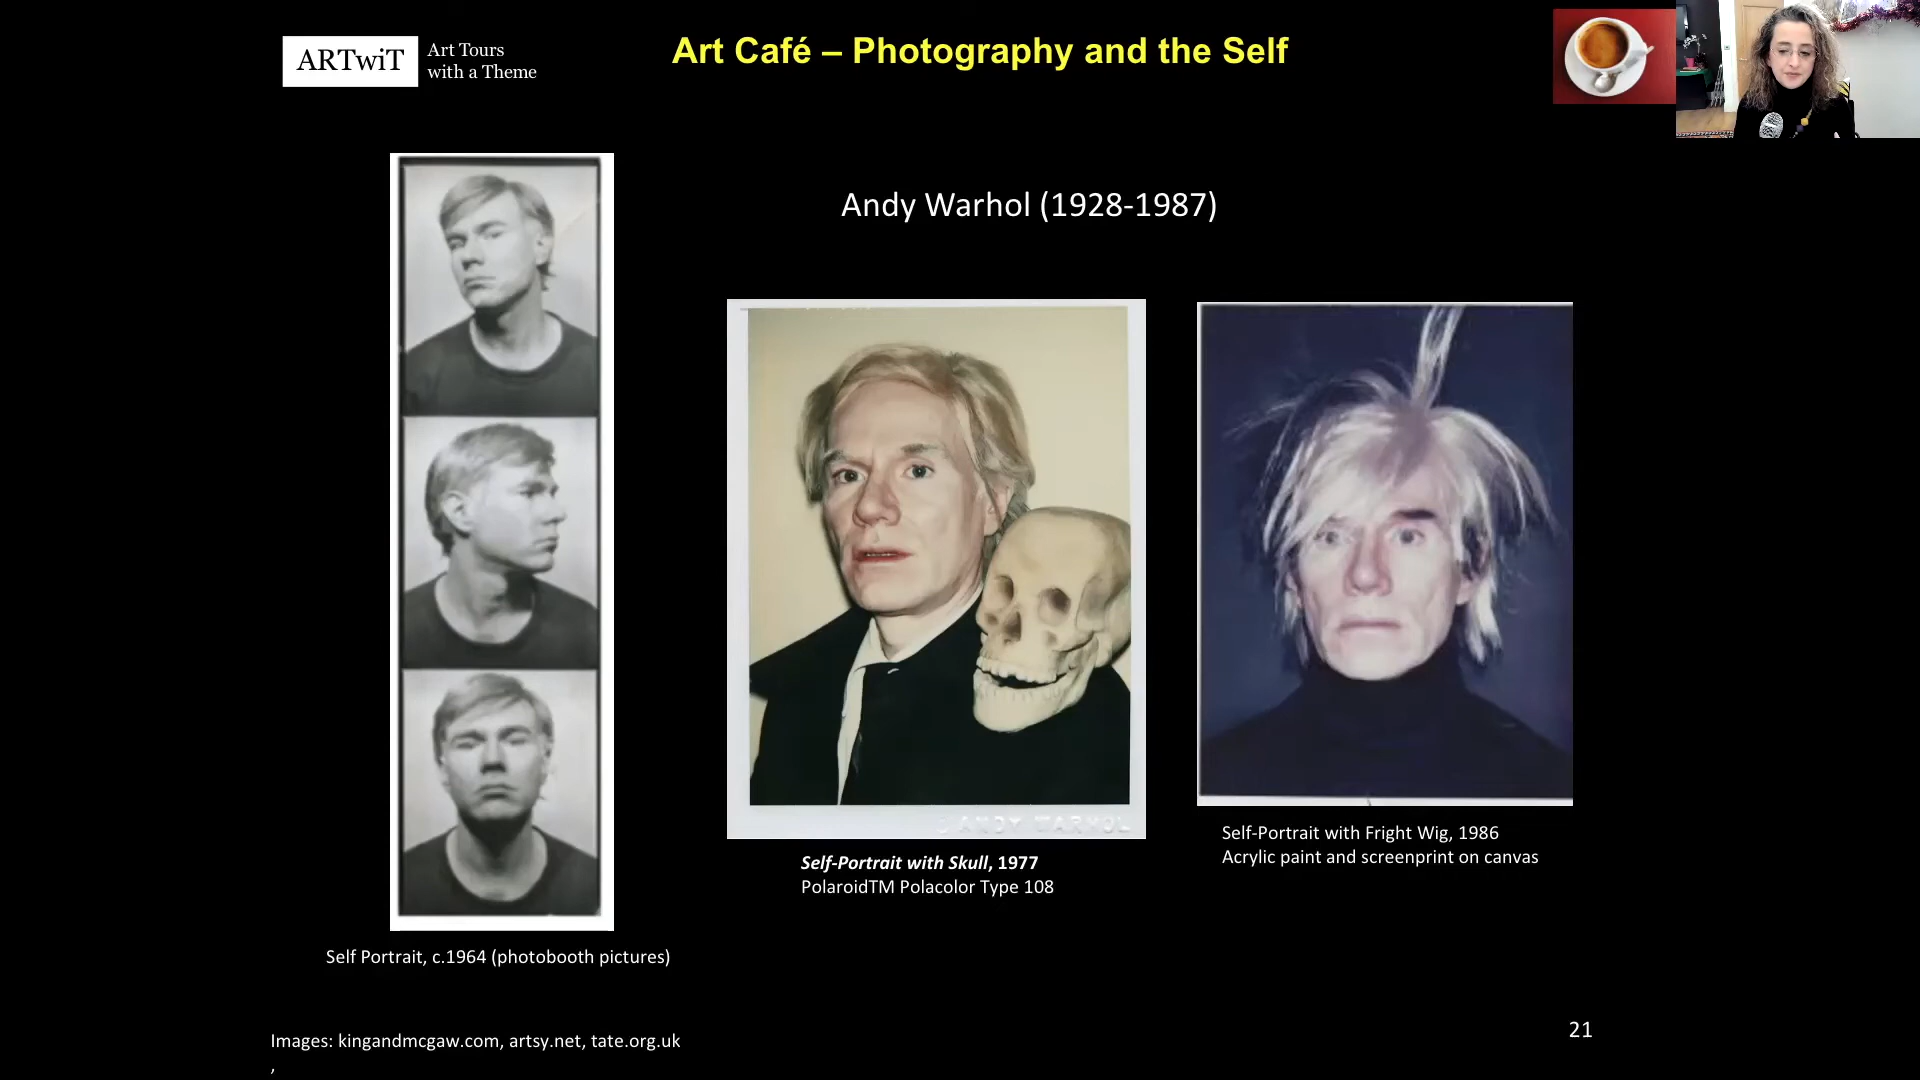 ARTwiT
Art Tours
with a Theme
Art Café – Photography and the Self
Andy Warhol (1928-1987)
ANDY WARHOL
Self-Portrait with Skull, 1977
PolaroidTM Polacolor Type 108
Self-Portrait with Fright Wig, 1986
Acrylic paint and screenprint on canvas
Self Portrait, c.1964 (photobooth pictures)
Images: kingandmcgaw.com, artsy.net, tate.org.uk
,
21